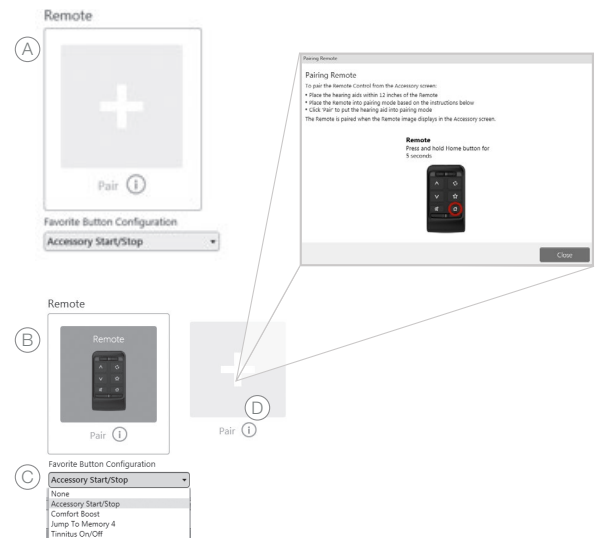 Remote
A
Pair i
Favorite Button Configuration
Accessory Start/Stop
Pairing Remote
Pairing Remote
To pair the Remote Control from the Accessory screen:
• Place the hearing aids within 12 inches of the Remote
• Place the Remote into pairing mode based on the instructions below
• Click 'Pair' to put the hearing aid into pairing mode
The Remote is paired when the Remote image displays in the Accessory screen.
Remote
Press and hold Home button for
5 seconds
Close
Remote
B
Remote
Pair i
D
Pair i
C
Favorite Button Configuration
Accessory Start/Stop
None
Accessory Start/Stop
Comfort Boost
Jump To Memory 4
Tinnitus On/Off